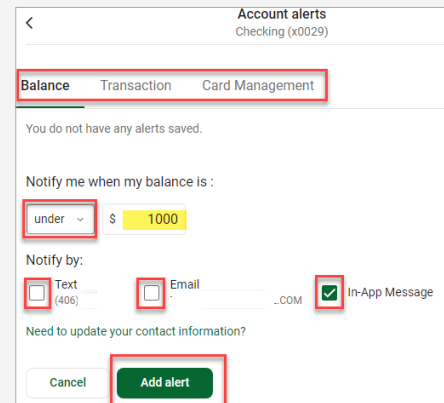 Account alerts
Checking (x0029)
Balance Transaction Card Management
You do not have any alerts saved.
Notify me when my balance is :
under $ 1000
Notify by:
Text Email In-App Message
(406) .COM
Need to update your contact information?
Cancel Add alert